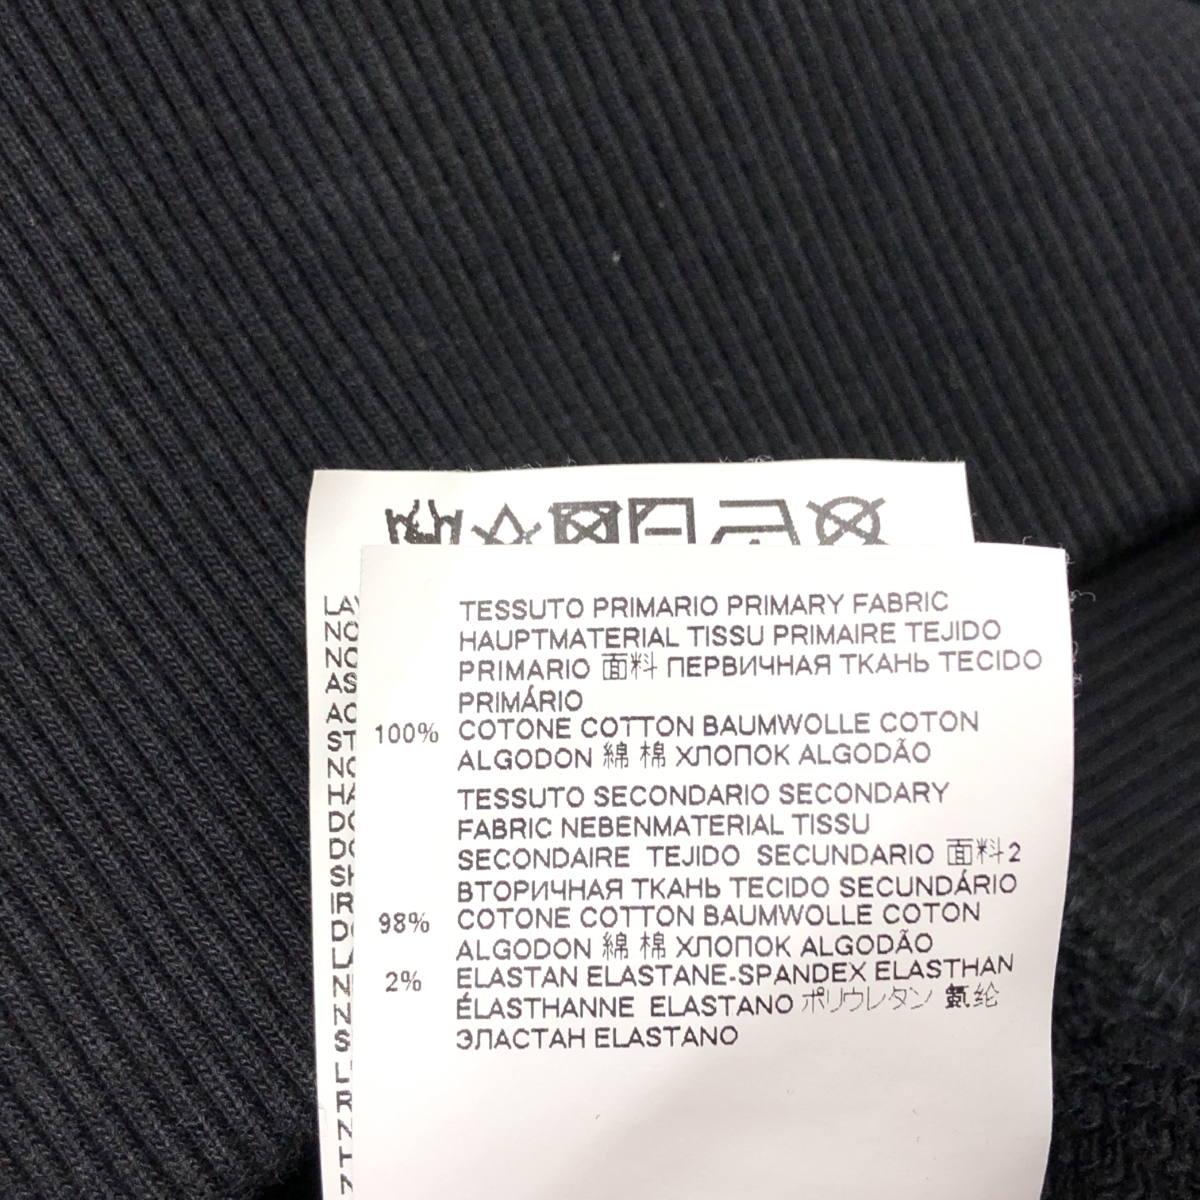 TESSUTO PRIMARIO PRIMARY FABRIC
HAUPTMATERIAL TISSU PRIMAIRE TEJIDO
PRIMARIO 面料 ПЕРВИЧНАЯ ТКАНЬ TECIDO
PRIMÁRIO
100% COTONE COTTON BAUMWOLLE COTON
ALGODON 綿 棉 ХЛОПОК ALGODÃO
TESSUTO SECONDARIO SECONDARY
FABRIC NEBENMATERIAL TISSU
SECONDAIRE TEJIDO SECUNDARIO 面料2
ВТОРИЧНАЯ ТКАНЬ TECIDO SECUNDÁRIO
98% COTONE COTTON BAUMWOLLE COTON
ALGODON 綿 棉 ХЛОПОК ALGODÃO
2% ELASTAN ELASTANE-SPANDEX ELASTHAN
ÉLASTHANNE ELASTANO ポリウレタン 氨纶
ЭЛАСТАН ELASTANO